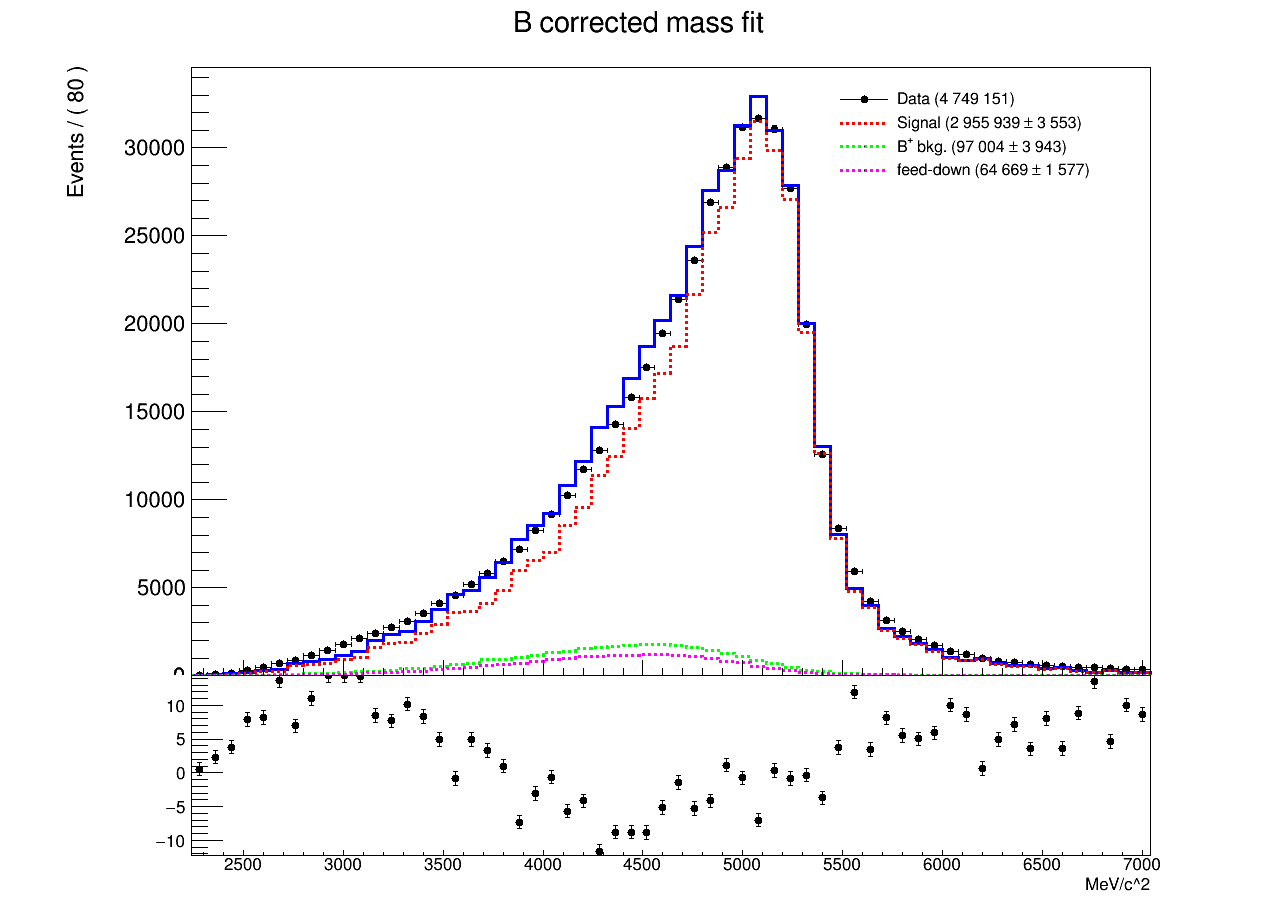 B corrected mass fit
Events / ( 80 )
Data (4 749 151)
Signal (2 955 939 ± 3 553)
B⁺ bkg. (97 004 ± 3 943)
feed-down (64 669 ± 1 577)
30000
25000
20000
15000
10000
5000
0
10
5
0
−5
−10
2500 3000 3500 4000 4500 5000 5500 6000 6500 7000
MeV/c^2